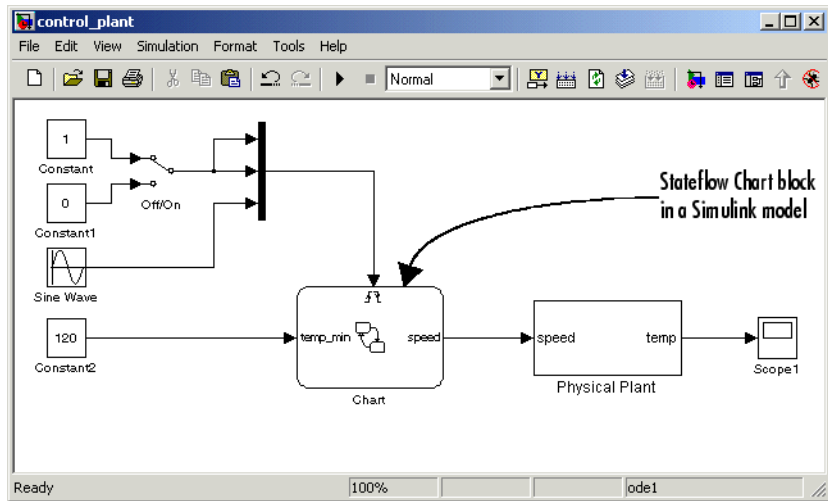 control_plant
File Edit View Simulation Format Tools Help
Normal
1
Constant
0
Constant1
Off/On
Sine Wave
120
Constant2
Stateflow Chart block
in a Simulink model
temp_min
speed
Chart
speed
temp
Physical Plant
Scope1
Ready
100%
ode1